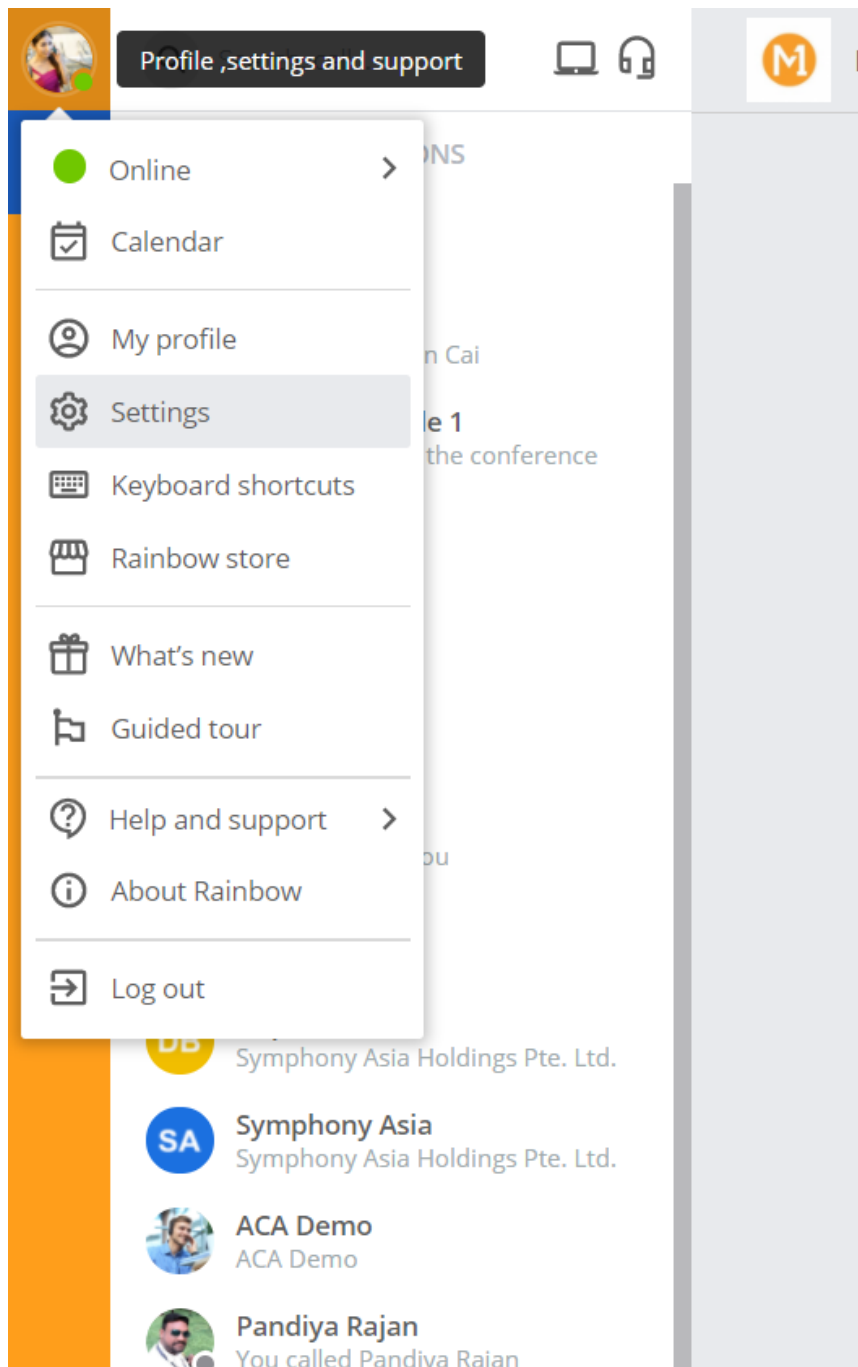 Profile ,settings and support
M1
ONS
Online
Calendar
My profile
n Cai
Settings
le 1
the conference
Keyboard shortcuts
Rainbow store
What's new
Guided tour
Help and support
ou
About Rainbow
Log out
DB
Symphony Asia Holdings Pte. Ltd.
SA
Symphony Asia
Symphony Asia Holdings Pte. Ltd.
ACA Demo
ACA Demo
Pandiya Rajan
You called Pandiya Rajan